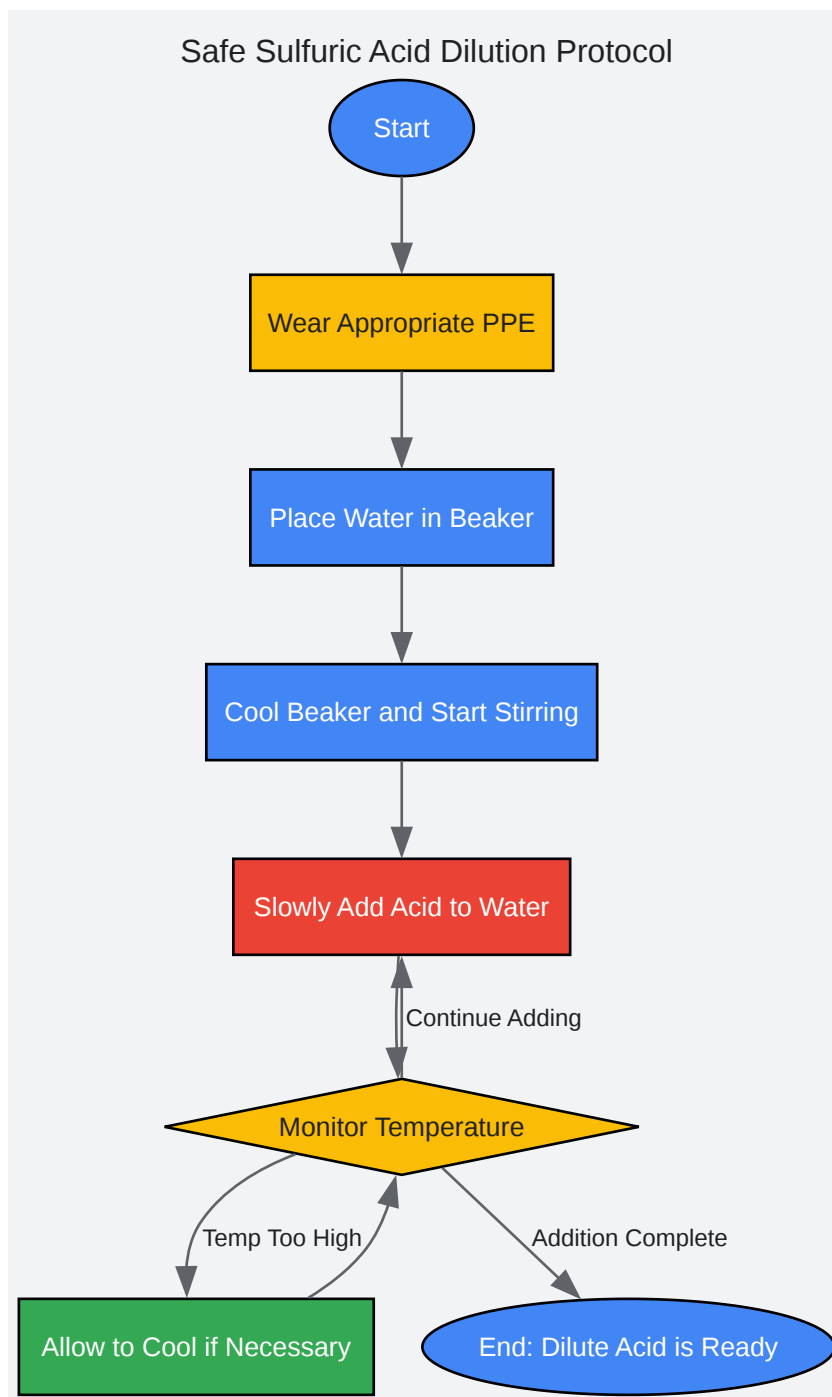 Safe Sulfuric Acid Dilution Protocol
Start
Wear Appropriate PPE
Place Water in Beaker
Cool Beaker and Start Stirring
Slowly Add Acid to Water
Continue Adding
Monitor Temperature
Temp Too High
Addition Complete
Allow to Cool if Necessary
End: Dilute Acid is Ready